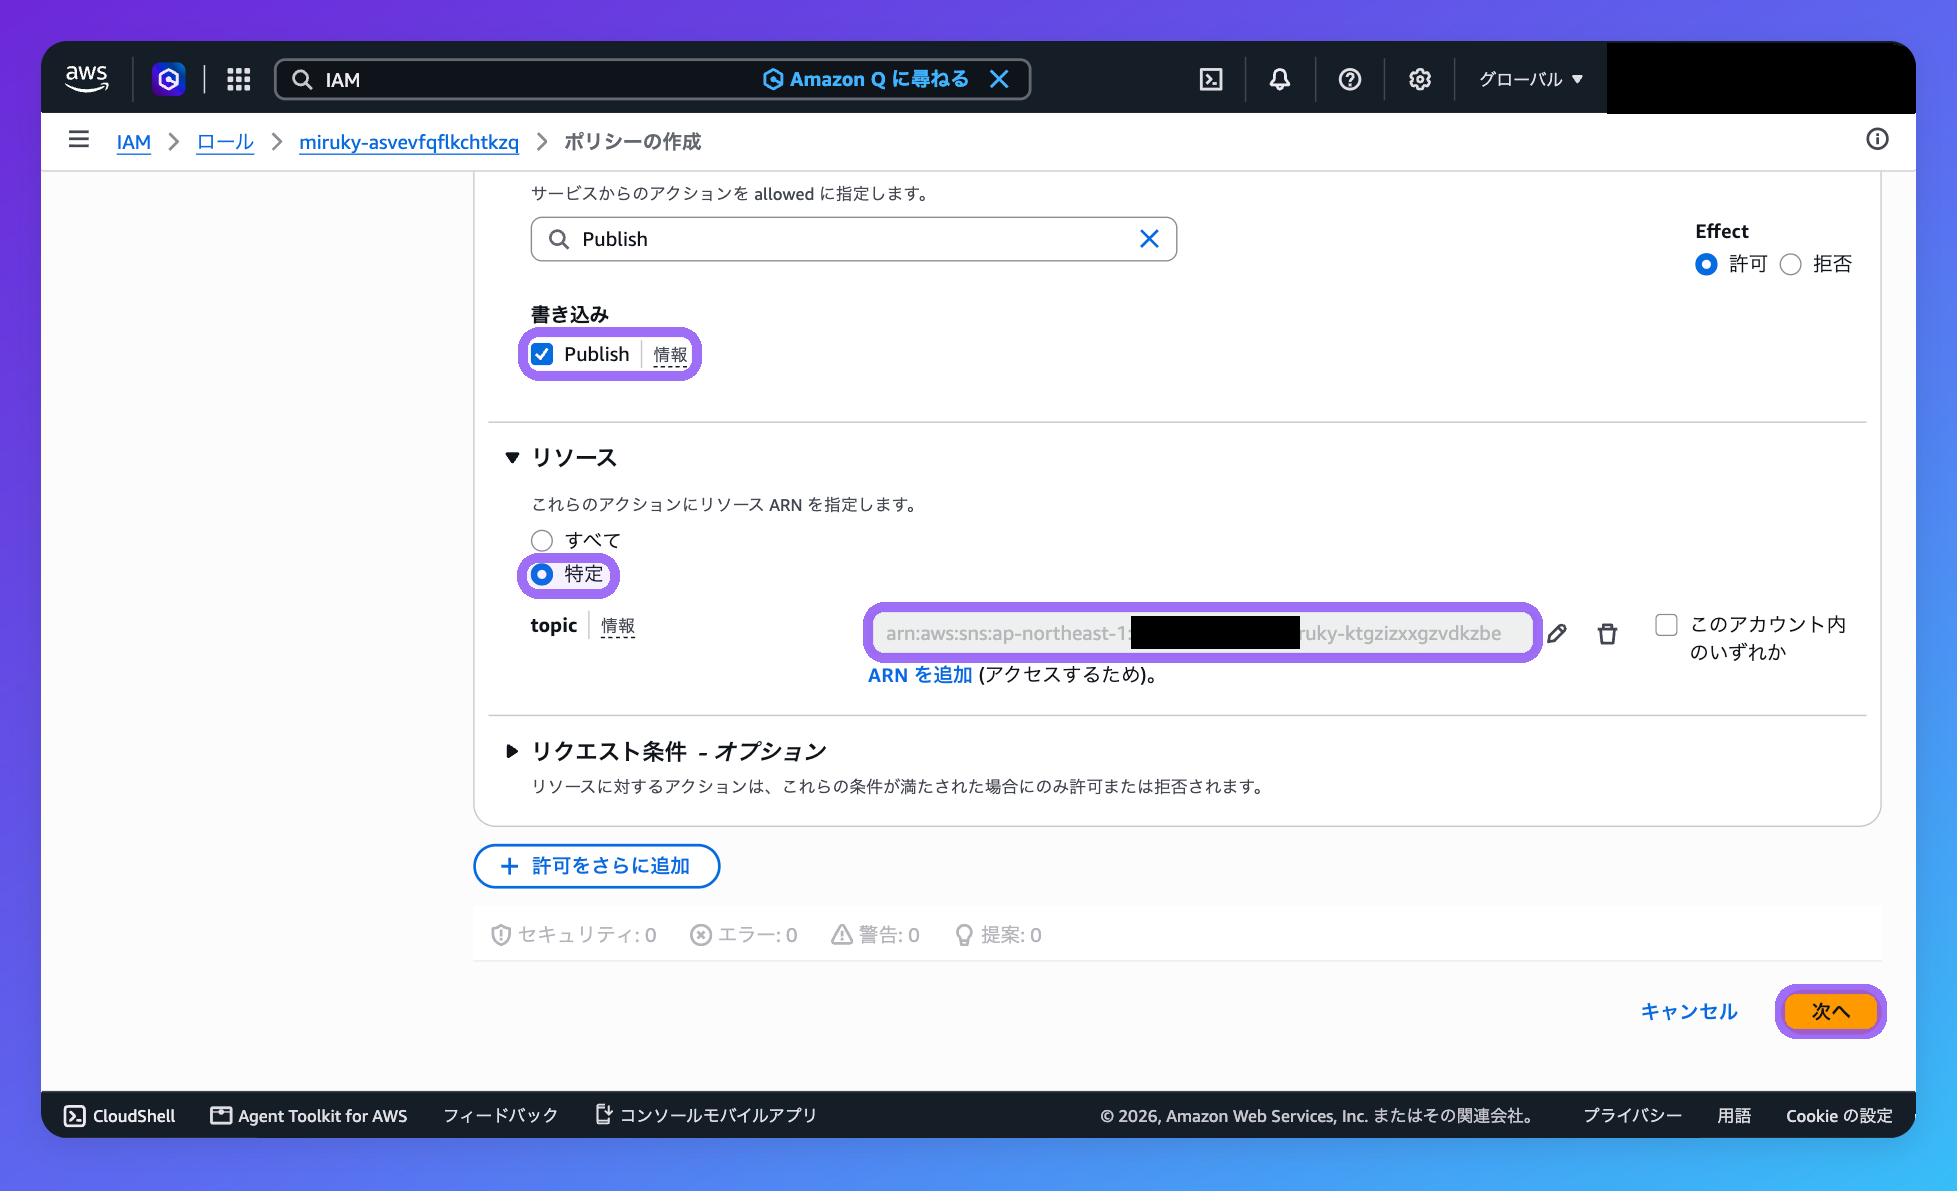 aws
IAM
Amazon Q に尋ねる
グローバル
IAM
ロール
miruky-asvevfqflkchtkzq
ポリシーの作成
サービスからのアクションを allowed に指定します。
Publish
Effect
許可
拒否
書き込み
Publish
情報
リソース
これらのアクションにリソース ARN を指定します。
すべて
特定
topic
情報
arn:aws:sns:ap-northeast-1:
ruky-ktgzizxxgzvdkzbe
このアカウント内
のいずれか
ARN を追加 (アクセスするため)。
リクエスト条件 - オプション
リソースに対するアクションは、これらの条件が満たされた場合にのみ許可または拒否されます。
+ 許可をさらに追加
セキュリティ: 0
エラー: 0
警告: 0
提案: 0
キャンセル
次へ
CloudShell
Agent Toolkit for AWS
フィードバック
コンソールモバイルアプリ
© 2026, Amazon Web Services, Inc. またはその関連会社。
プライバシー
用語
Cookie の設定